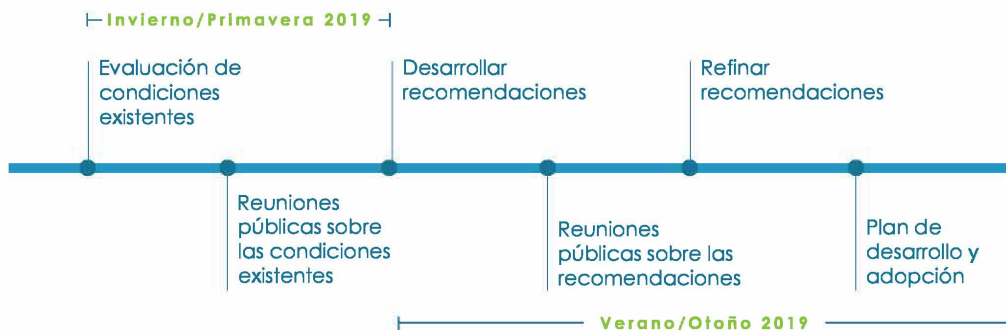 Invierno/Primavera 2019
Evaluación de
condiciones
existentes
Desarrollar
recomendaciones
Refinar
recomendaciones
Reuniones
públicas sobre
las condiciones
existentes
Reuniones
públicas sobre las
recomendaciones
Plan de
desarrollo y
adopción
Verano/Otoño 2019